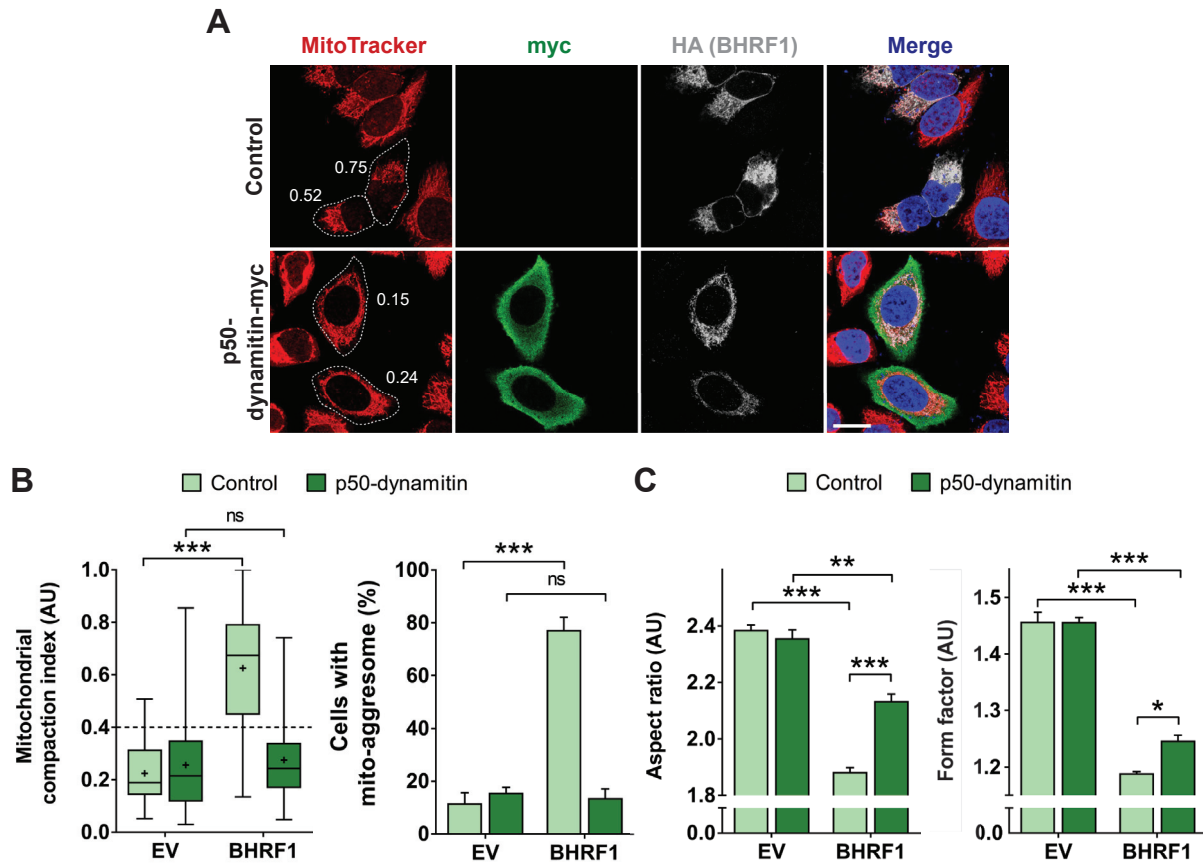 A
MitoTracker myc HA (BHRF1) Merge
Control
0.75
0.52
p50-
dynamitin-myc
0.15
0.24
B
Control p50-dynamitin
Mitochondrial
compaction index (AU)
1.0
0.8
0.6
0.4
0.2
0.0
ns
***
+
+
+
+
EV BHRF1
Cells with
mito-aggresome (%)
100
80
60
40
20
0
***
ns
EV BHRF1
C
Control p50-dynamitin
Aspect ratio (AU)
2.6
2.4
2.2
2.0
1.8
0.0
**
***
***
EV BHRF1
Form factor (AU)
1.5
1.4
1.3
1.2
0.0
***
***
*
EV BHRF1